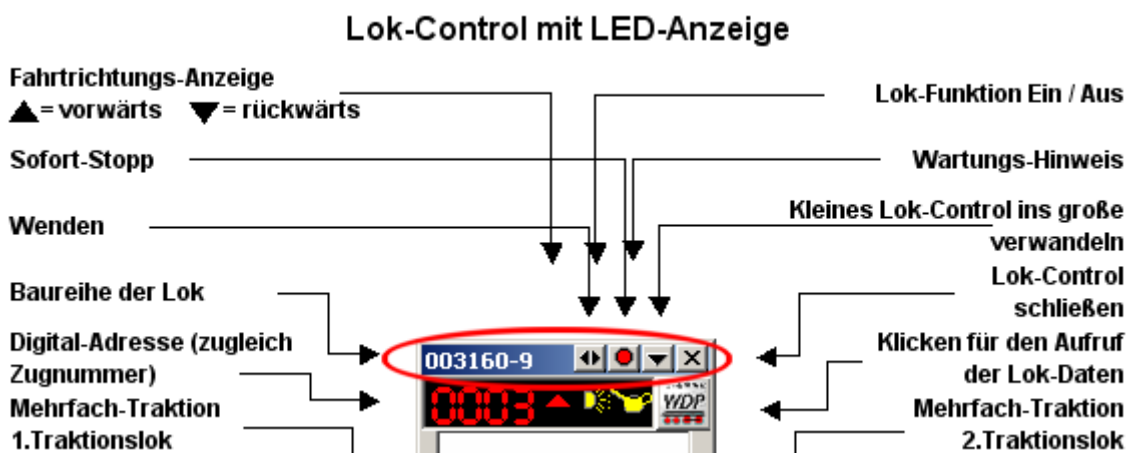 Lok-Control mit LED-Anzeige
Fahrtrichtungs-Anzeige
▲= vorwärts ▼= rückwärts
Lok-Funktion Ein / Aus
Sofort-Stopp
Wartungs-Hinweis
Kleines Lok-Control ins große
verwandeln
Wenden
Lok-Control
schließen
Baureihe der Lok
Digital-Adresse (zugleich
Zugnummer)
Klicken für den Aufruf
der Lok-Daten
Mehrfach-Traktion
1.Traktionslok
Mehrfach-Traktion
2.Traktionslok
003160-9
0003
WDP